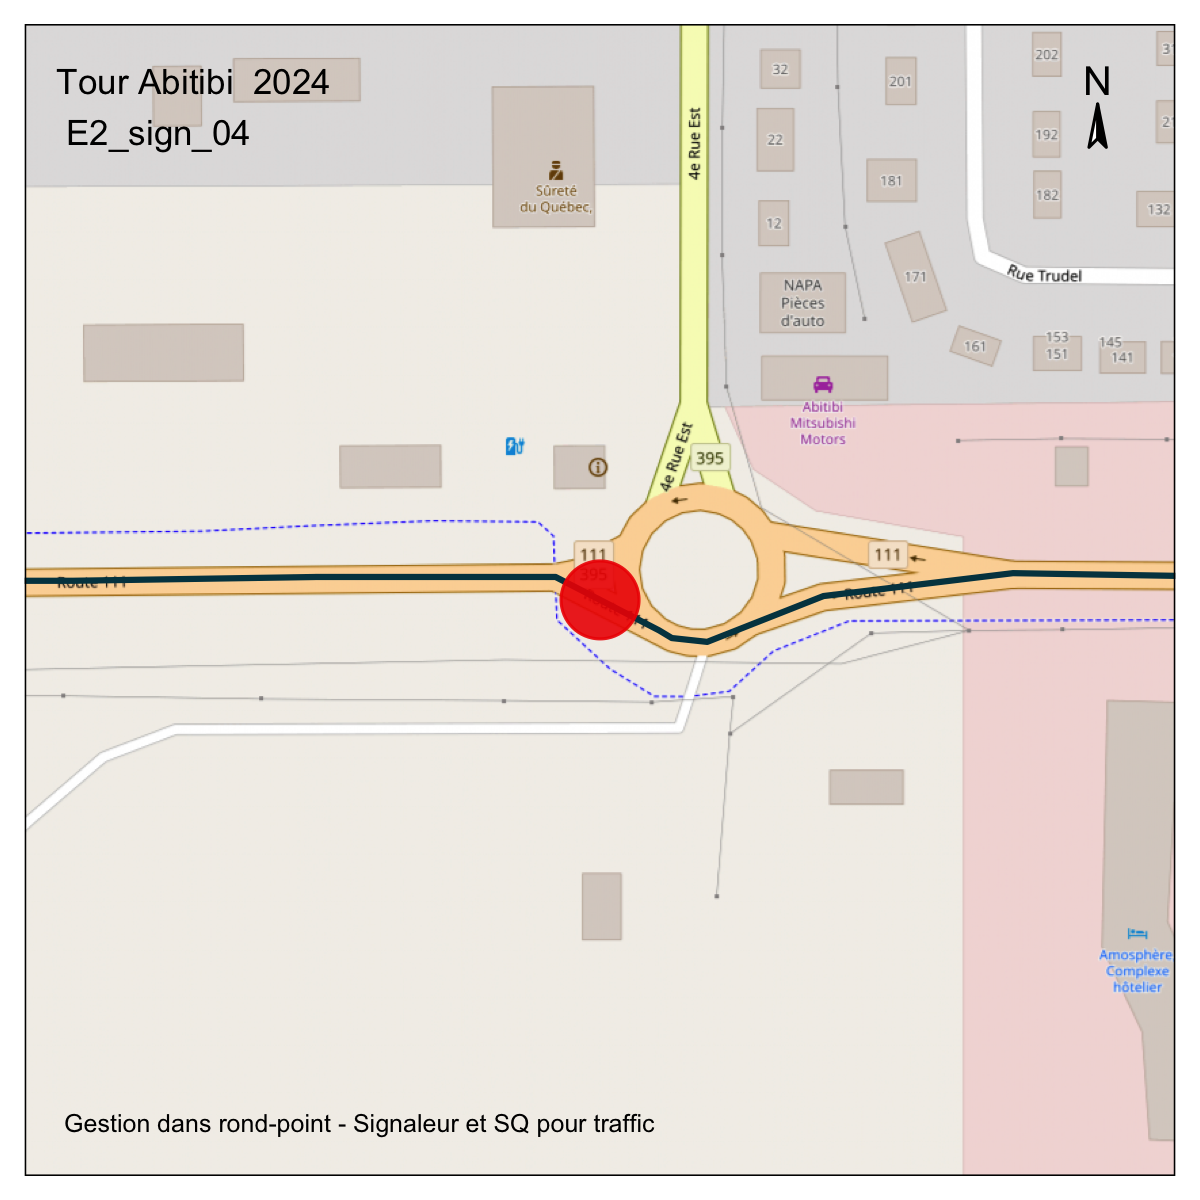 Tour Abitibi 2024
E2_sign_04
N
4e Rue Est
32
201
202
22
192
181
182
12
132
Sûreté
du Québec,
171
Rue Trudel
NAPA
Pièces
d'auto
161
153
151
145
141
Abitibi
Mitsubishi
Motors
4e Rue Est
395
111
395
111
Route 111
Route 111
Amosphère
Complexe
hôtelier
Gestion dans rond-point - Signaleur et SQ pour traffic